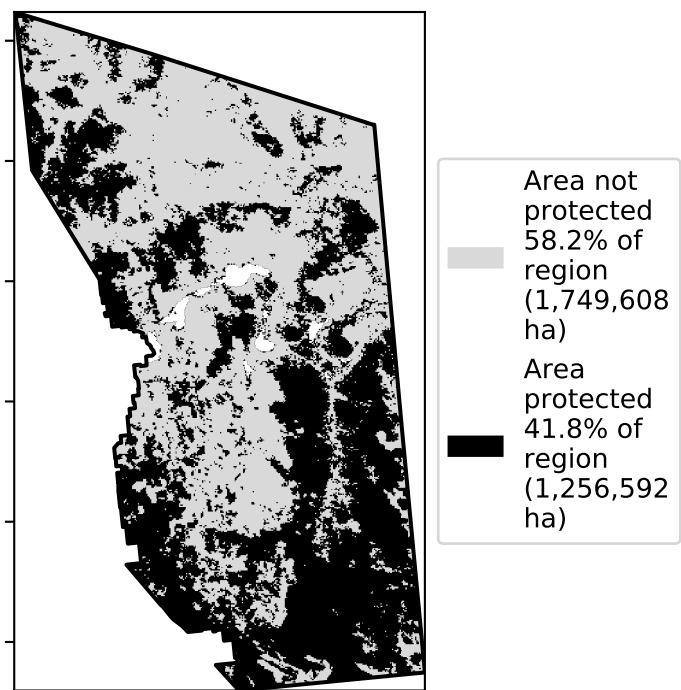 Area not
protected
58.2% of
region
(1,749,608
ha)
Area
protected
41.8% of
region
(1,256,592
ha)